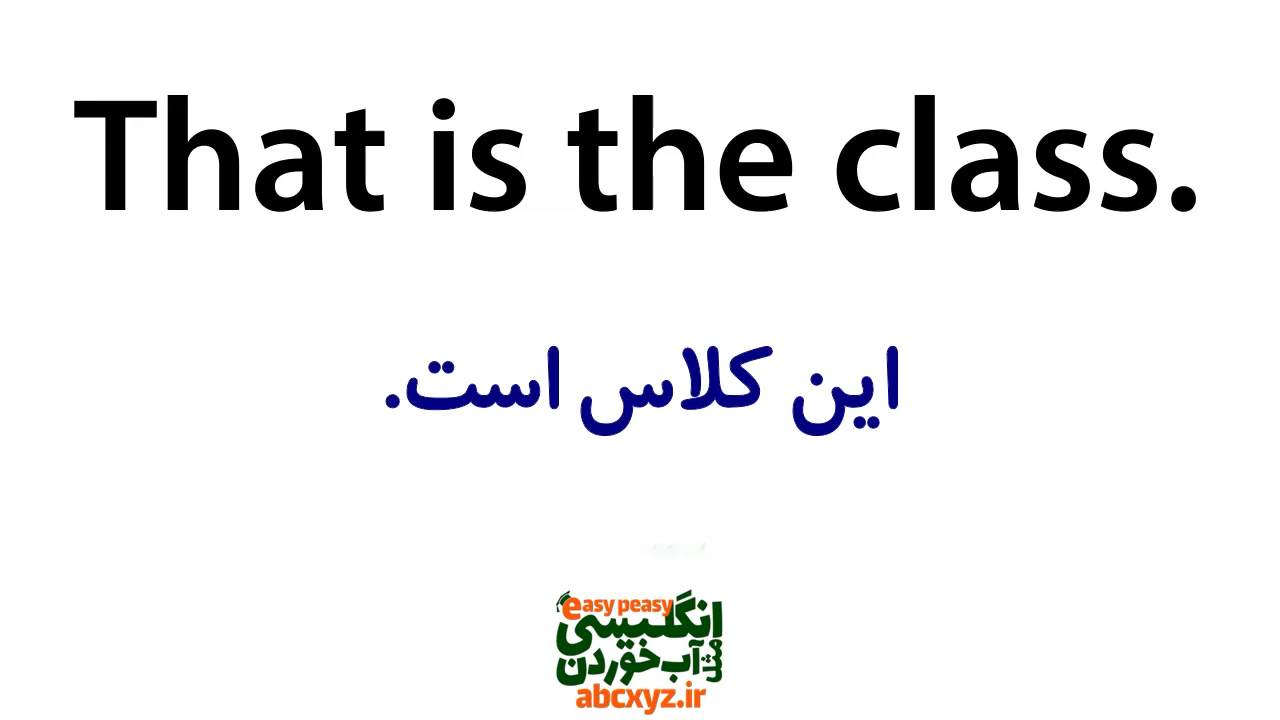 That is the class.
این کلاس است.
easy peasy
انگلیسی
مثل آب خوردن
abcxyz.ir